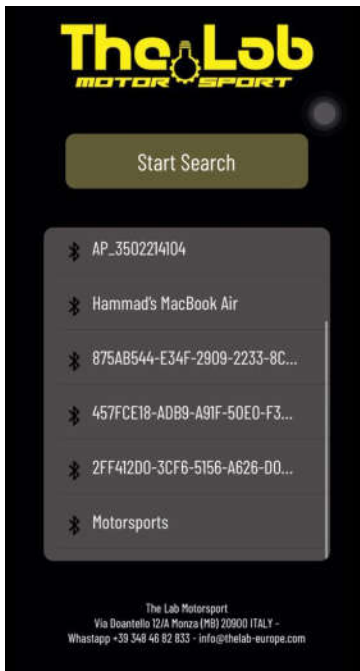 The Lab
MOTOR SPORT
Start Search
AP_3502214104
Hammad's MacBook Air
875AB544-E34F-2909-2233-8C...
457FCE18-ADB9-A91F-50E0-F3...
2FF412D0-3CF6-5156-A626-D0...
Motorsports
The Lab Motorsport
Via Doantello 12/A Monza (MB) 20900 ITALY -
Whastapp +39 348 46 82 833 - info@thelab-europe.com